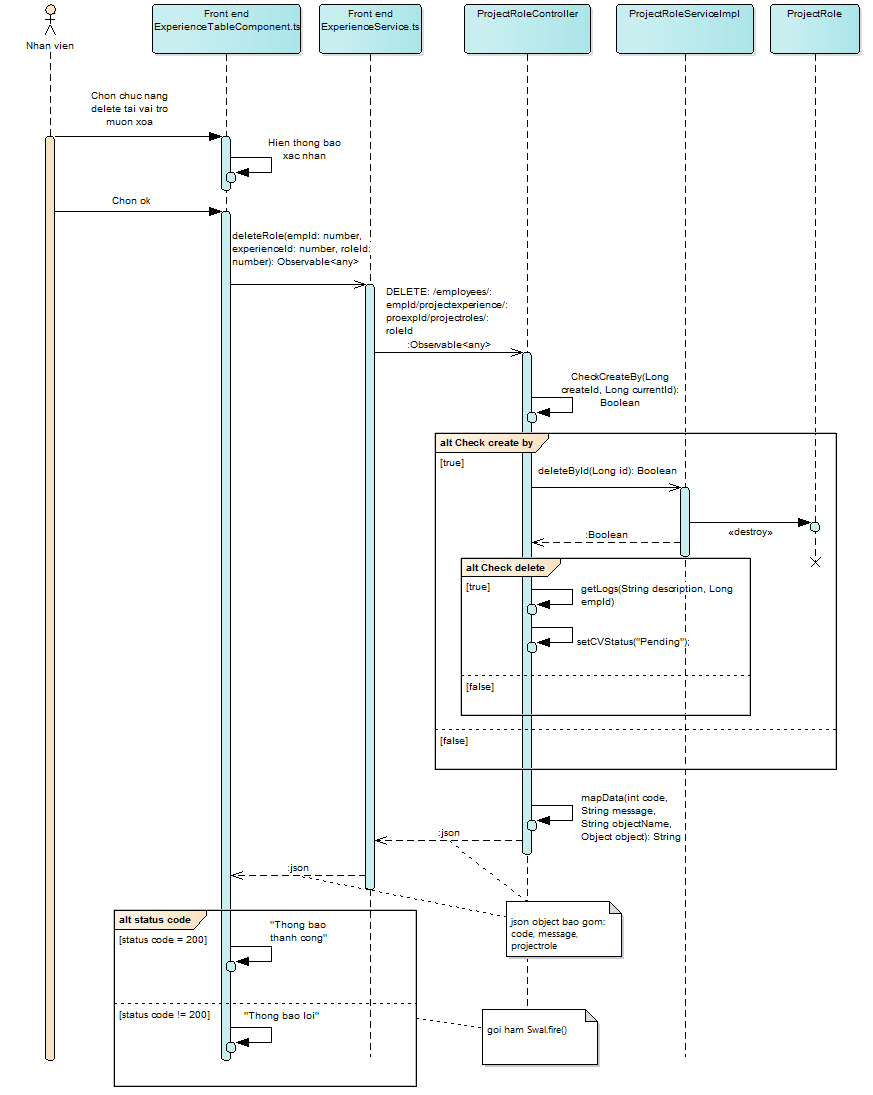 Nhan vien
Front end
ExperienceTableComponent.ts
Front end
ExperienceService.ts
ProjectRoleController
ProjectRoleServiceImpl
ProjectRole
Chon chuc nang
delete tai vai tro
muon xoa
Hien thong bao
xac nhan
Chon ok
deleteRole(empId: number,
experienceId: number, roleId:
number): Observable<any>
DELETE: /employees/:
empId/projectexperience/:
proexpId/projectroles/:
roleId
:Observable<any>
CheckCreateBy(Long
createId, Long currentId):
Boolean
alt Check create by
[true]
deleteById(Long id): Boolean
«destroy»
:Boolean
alt Check delete
[true]
getLogs(String description, Long
empId)
setCVStatus("Pending");
[false]
[false]
mapData(int code,
String message,
String objectName,
Object object): String
:json
:json
json object bao gom:
code, message,
projectrole
alt status code
[status code = 200]
"Thong bao
thanh cong"
[status code != 200]
"Thong bao loi"
goi ham Swal.fire()